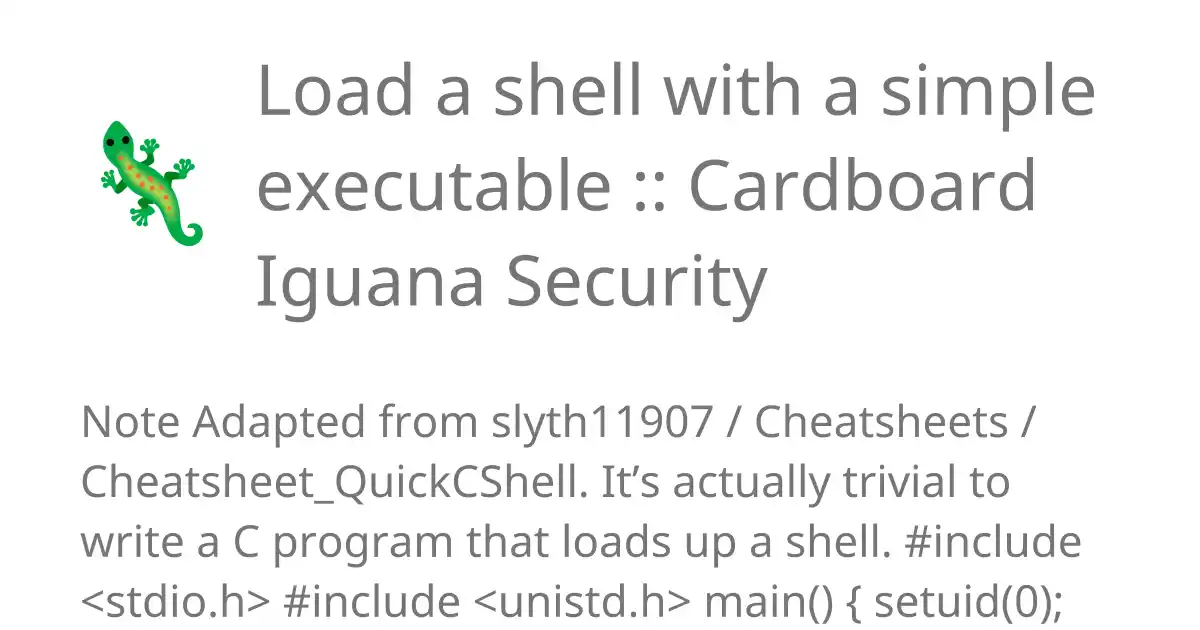 Load a shell with a simple
executable :: Cardboard
Iguana Security
Note Adapted from slyth11907 / Cheatsheets /
Cheatsheet_QuickCShell. It’s actually trivial to
write a C program that loads up a shell. #include
<stdio.h> #include <unistd.h> main() { setuid(0);